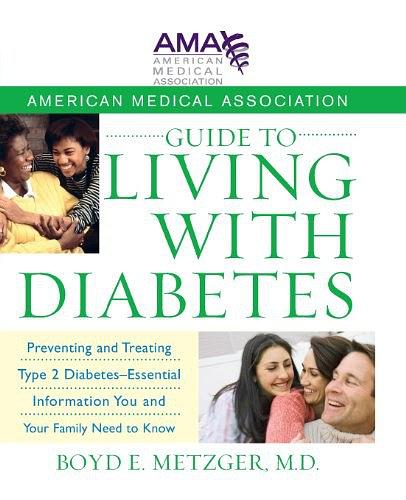 AMA
AMERICAN
MEDICAL
ASSOCIATION
AMERICAN MEDICAL ASSOCIATION
GUIDE TO
LIVING
WITH
DIABETES
Preventing and Treating
Type 2 Diabetes–Essential
Information You and
Your Family Need to Know
BOYD E. METZGER, M.D.